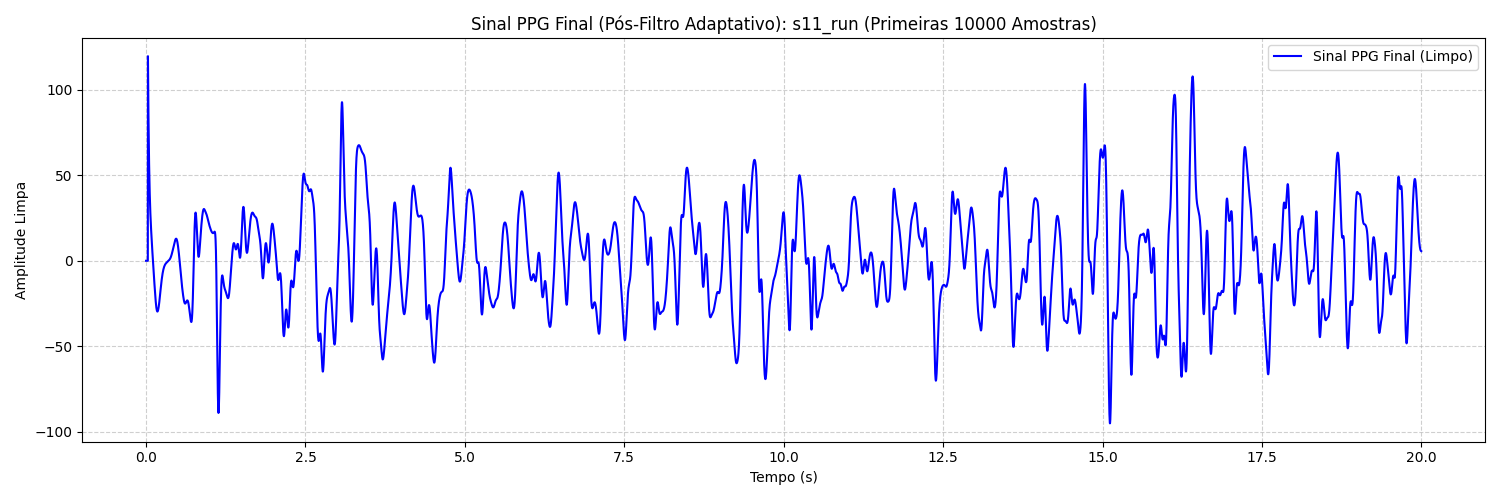 Sinal PPG Final (Pós-Filtro Adaptativo): s11_run (Primeiras 10000 Amostras)
Sinal PPG Final (Limpo)
Amplitude Limpa
100
50
0
−50
−100
0.0 2.5 5.0 7.5 10.0 12.5 15.0 17.5 20.0
Tempo (s)